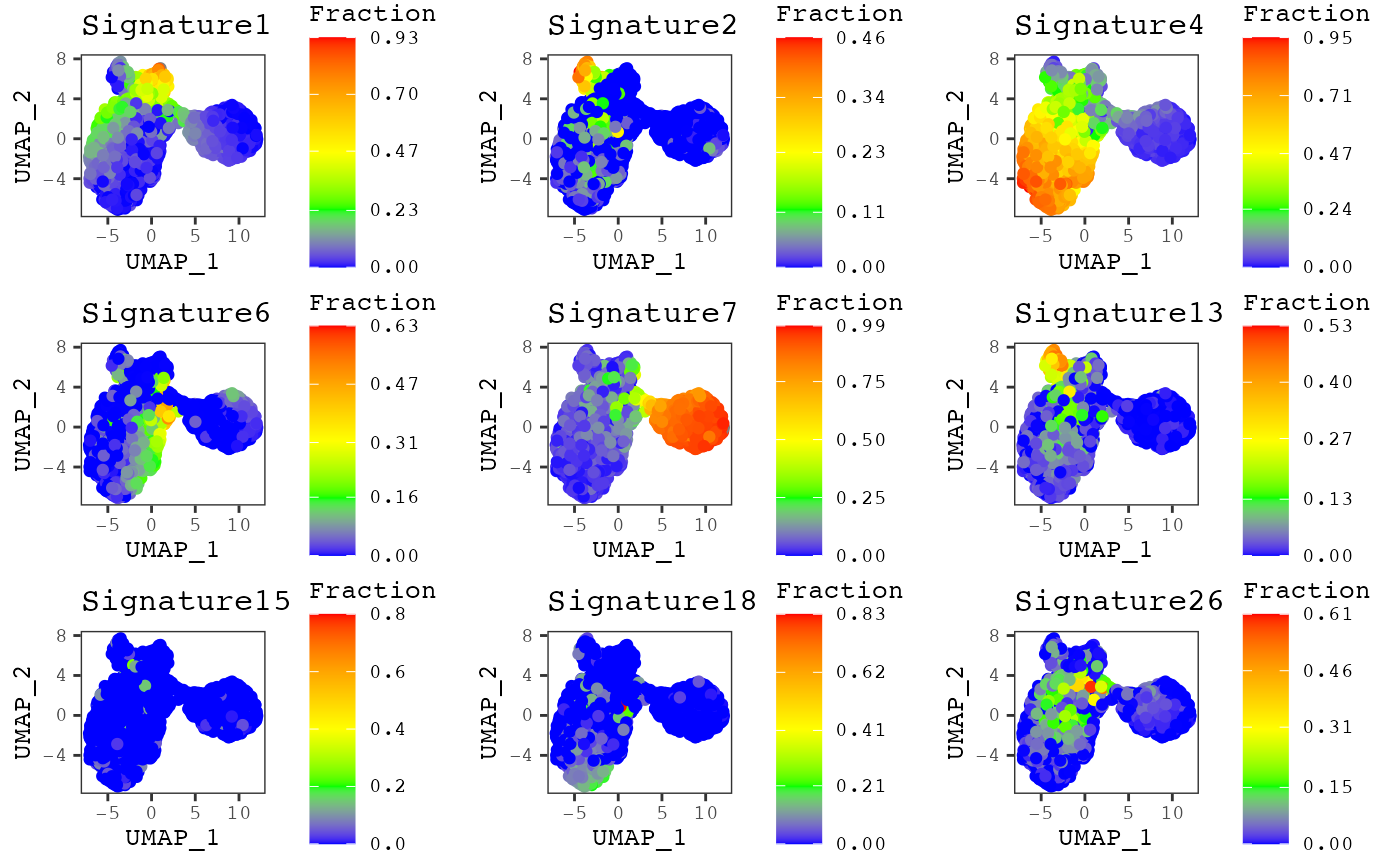 Signature1
Fraction
0.93
0.70
0.47
0.23
0.00
8
4
0
−4
−5 0 5 10
UMAP_1
UMAP_2
Signature2
Fraction
0.46
0.34
0.23
0.11
0.00
8
4
0
−4
−5 0 5 10
UMAP_1
UMAP_2
Signature4
Fraction
0.95
0.71
0.47
0.24
0.00
8
4
0
−4
−5 0 5 10
UMAP_1
UMAP_2
Signature6
Fraction
0.63
0.47
0.31
0.16
0.00
8
4
0
−4
−5 0 5 10
UMAP_1
UMAP_2
Signature7
Fraction
0.99
0.75
0.50
0.25
0.00
8
4
0
−4
−5 0 5 10
UMAP_1
UMAP_2
Signature13
Fraction
0.53
0.40
0.27
0.13
0.00
8
4
0
−4
−5 0 5 10
UMAP_1
UMAP_2
Signature15
Fraction
0.8
0.6
0.4
0.2
0.0
8
4
0
−4
−5 0 5 10
UMAP_1
UMAP_2
Signature18
Fraction
0.83
0.62
0.41
0.21
0.00
8
4
0
−4
−5 0 5 10
UMAP_1
UMAP_2
Signature26
Fraction
0.61
0.46
0.31
0.15
0.00
8
4
0
−4
−5 0 5 10
UMAP_1
UMAP_2